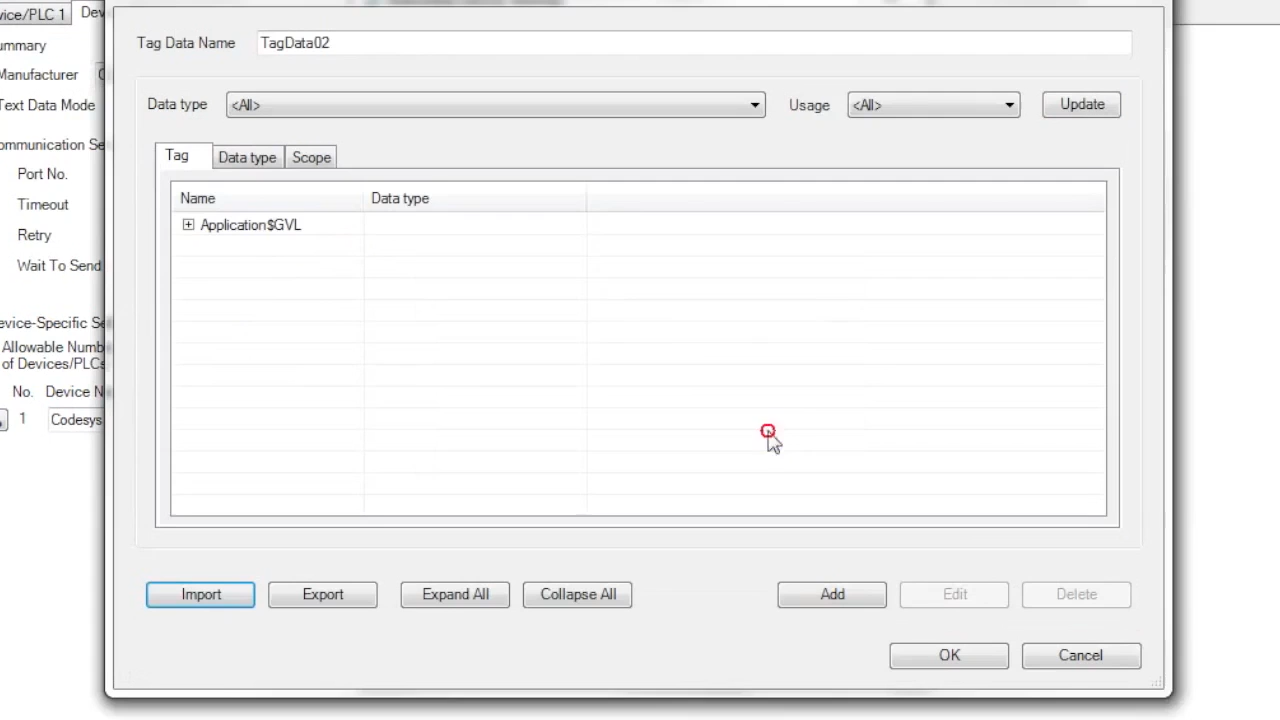 vice/PLC 1
Dev
Tag Data Name TagData02
ummary
Manufacturer
Text Data Mode
Data type <All> Usage <All> Update
ommunication Se
Tag Data type Scope
Port No.
Name Data type
Timeout
Application$GVL
Retry
Wait To Send
evice-Specific Se
Allowable Numb
of Devices/PLCs
No. Device N
1 Codesys
Import Export Expand All Collapse All Add Edit Delete
OK Cancel